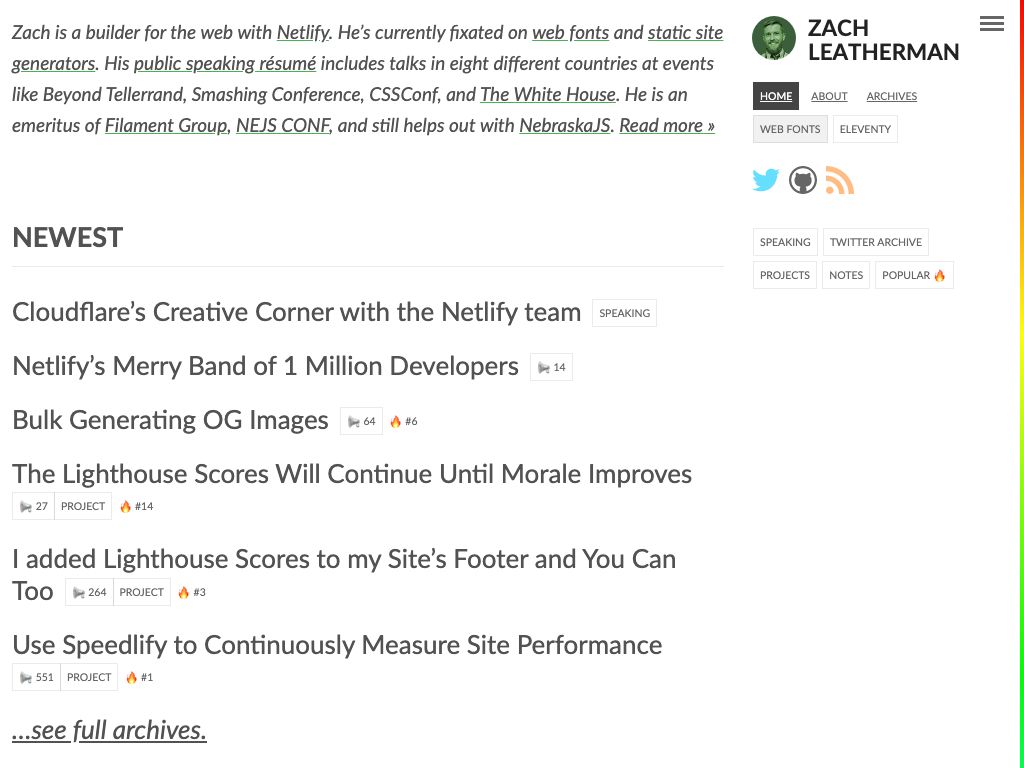 Zach is a builder for the web with Netlify. He’s currently fixated on web fonts and static site
generators. His public speaking résumé includes talks in eight different countries at events
like Beyond Tellerrand, Smashing Conference, CSSConf, and The White House. He is an
emeritus of Filament Group, NEJS CONF, and still helps out with NebraskaJS. Read more »
NEWEST
Cloudflare’s Creative Corner with the Netlify team SPEAKING
Netlify’s Merry Band of 1 Million Developers 14
Bulk Generating OG Images 64 🔥 #6
The Lighthouse Scores Will Continue Until Morale Improves
27 PROJECT 🔥 #14
I added Lighthouse Scores to my Site’s Footer and You Can
Too 264 PROJECT 🔥 #3
Use Speedlify to Continuously Measure Site Performance
551 PROJECT 🔥 #1
…see full archives.
ZACH
LEATHERMAN
HOME ABOUT ARCHIVES
WEB FONTS ELEVENTY
SPEAKING TWITTER ARCHIVE
PROJECTS NOTES POPULAR 🔥